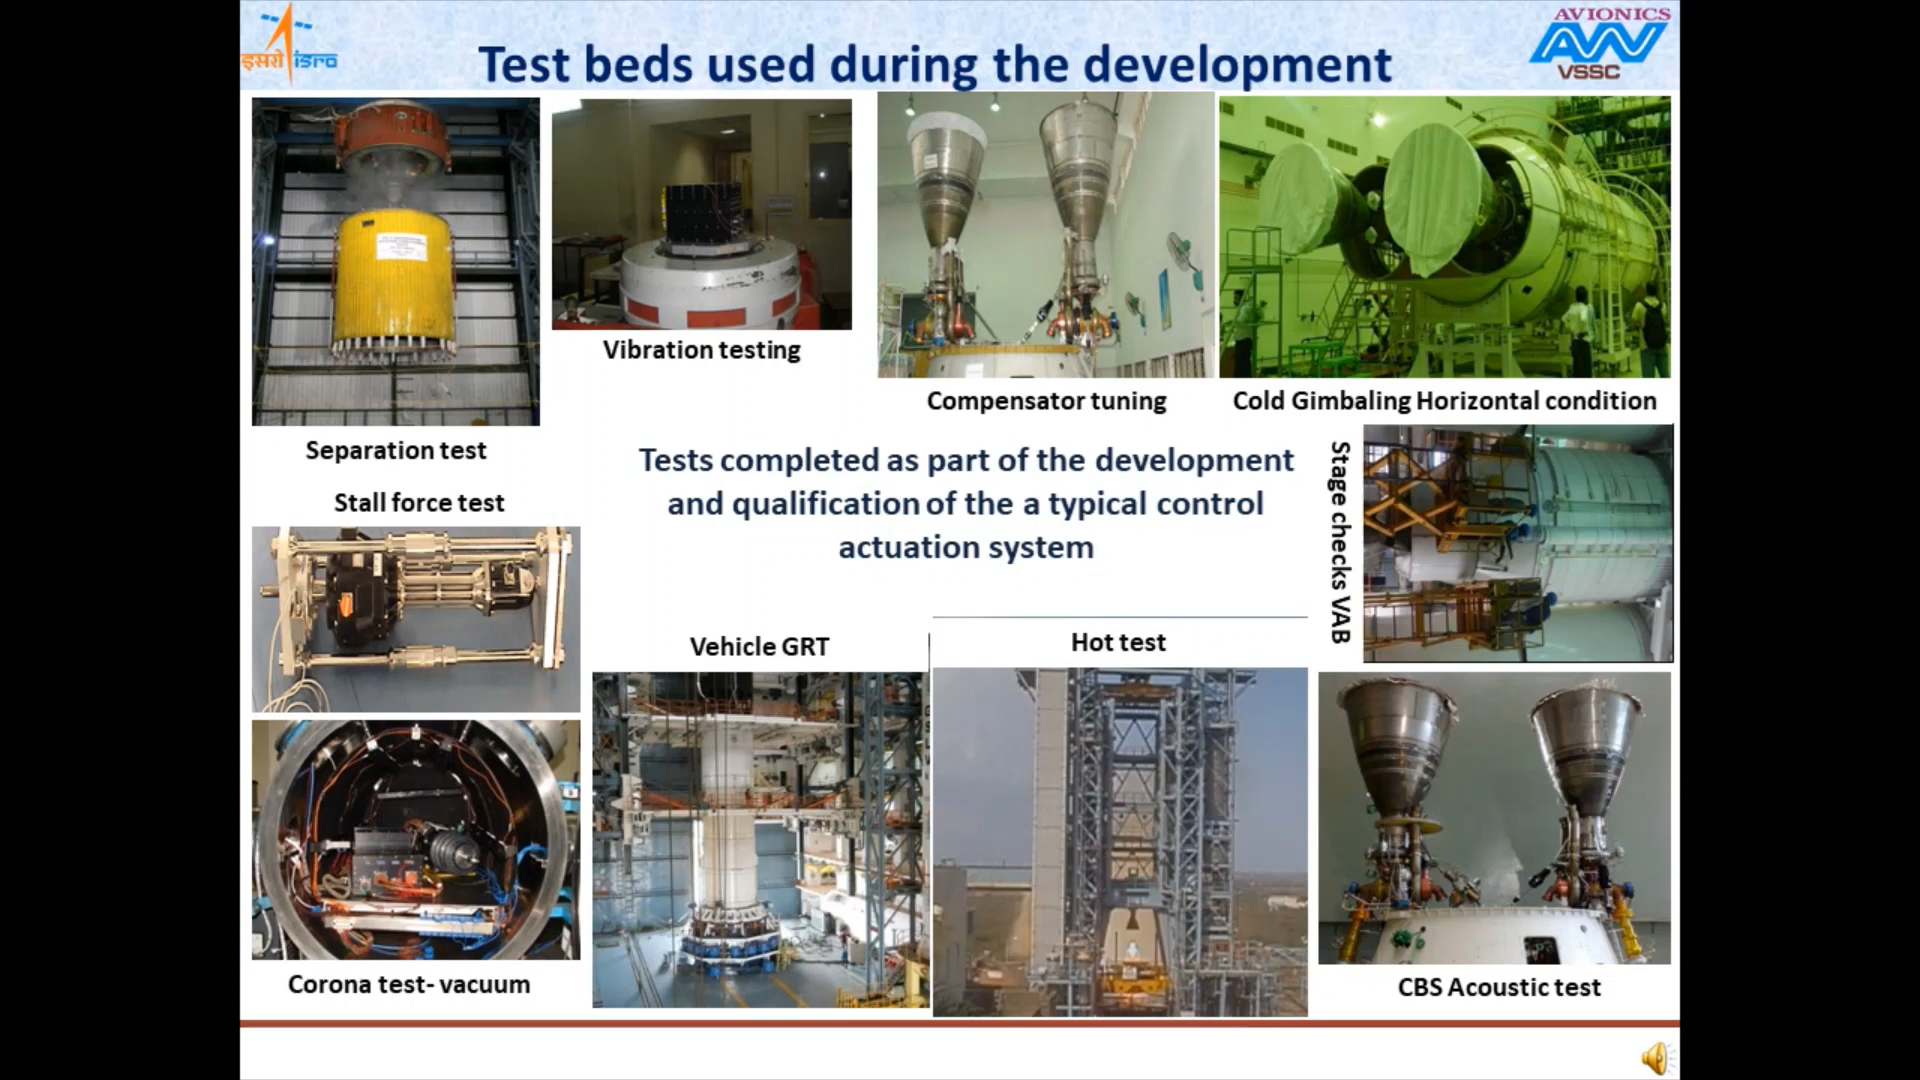 इसरो isro
Test beds used during the development
AVIONICS
VSSC
Vibration testing
Compensator tuning
Cold Gimbaling Horizontal condition
Separation test
Stall force test
Tests completed as part of the development
and qualification of the a typical control
actuation system
Stage checks VAB
Vehicle GRT
Hot test
Corona test- vacuum
CBS Acoustic test